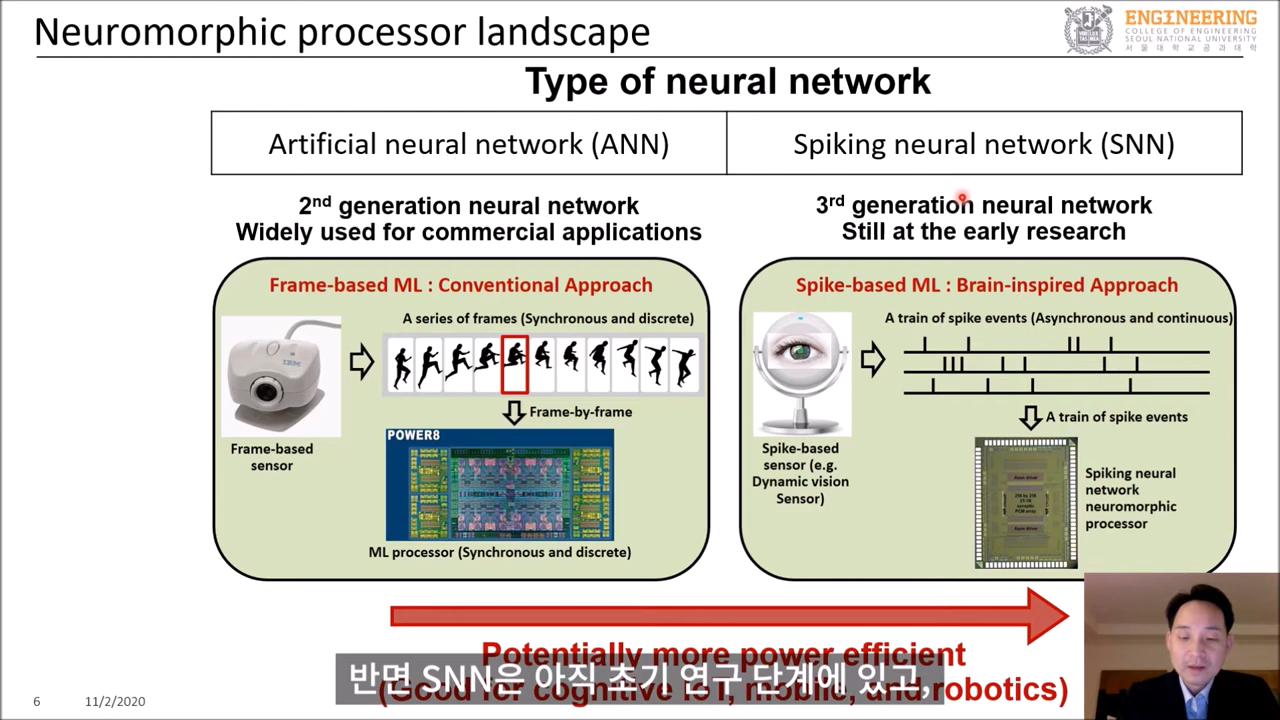 Neuromorphic processor landscape
ENGINEERING
COLLEGE OF ENGINEERING
SEOUL NATIONAL UNIVERSITY
서울대학교공과대학
Type of neural network
Artificial neural network (ANN)
Spiking neural network (SNN)
2nd generation neural network
Widely used for commercial applications
3rd generation neural network
Still at the early research
Frame-based ML : Conventional Approach
A series of frames (Synchronous and discrete)
IBM
Frame-based
sensor
Frame-by-frame
POWER8
ML processor (Synchronous and discrete)
Spike-based ML : Brain-inspired Approach
A train of spike events (Asynchronous and continuous)
Spike-based
sensor (e.g.
Dynamic vision
Sensor)
A train of spike events
Spiking neural
network
neuromorphic
processor
Potentially more power efficient
(Good for cognitive IoT, mobile, and robotics)
반면 SNN은 아직 초기 연구 단계에 있고,
6
11/2/2020